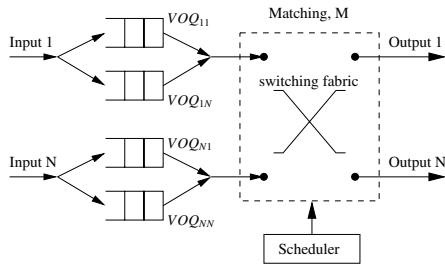 Matching, M
Input 1
VOQ11
Output 1
VOQ1N
switching fabric
Input N
VOQN1
Output N
VOQNN
Scheduler